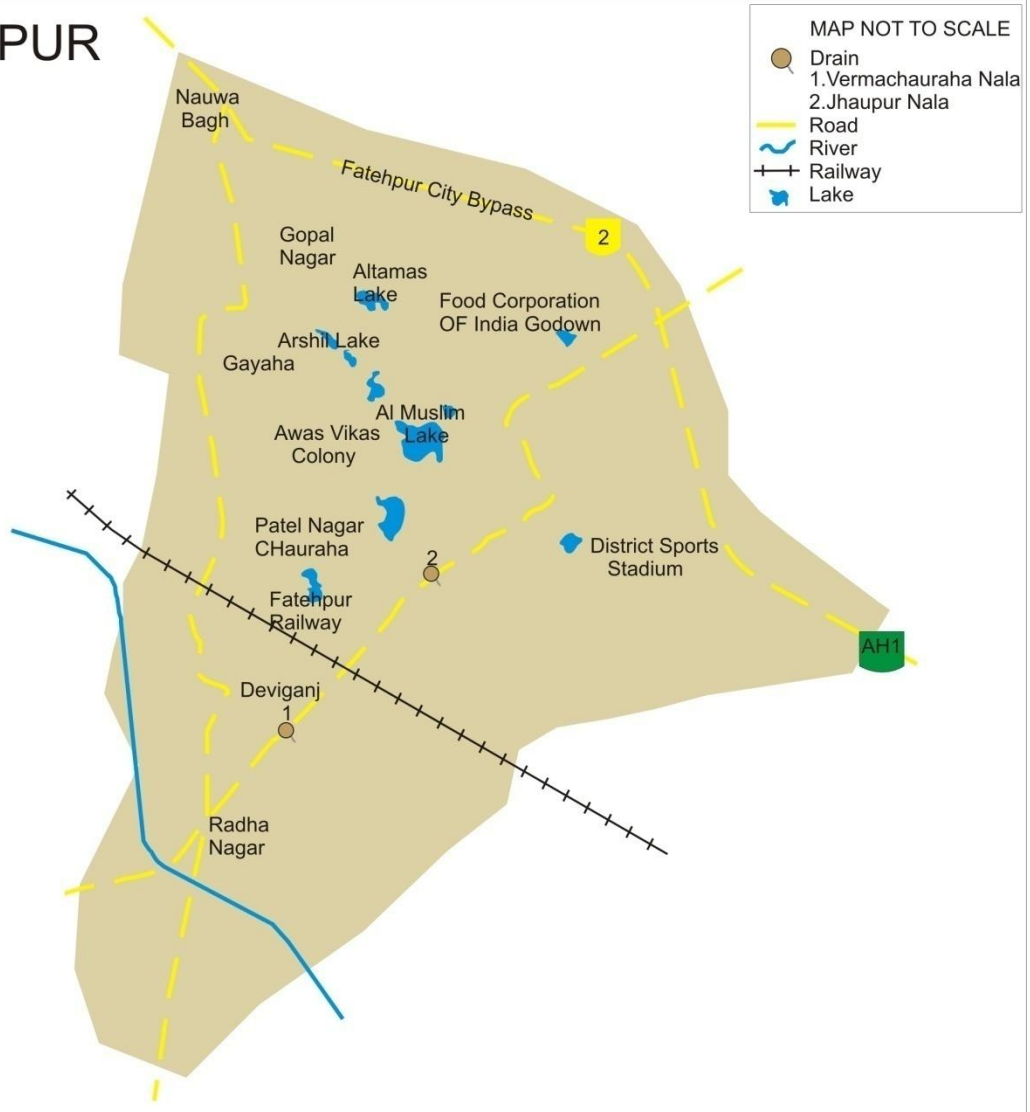 PUR
MAP NOT TO SCALE
Drain
1.Vermachauraha Nala
2.Jhaupur Nala
Road
River
Railway
Lake
Nauwa
Bagh
Fatehpur City Bypass
2
Gopal
Nagar
Altamas
Lake
Food Corporation
OF India Godown
Arshil Lake
Gayaha
Al Muslim
Lake
Awas Vikas
Colony
Patel Nagar
CHauraha
2
District Sports
Stadium
Fatehpur
Railway
AH1
Deviganj
1
Radha
Nagar